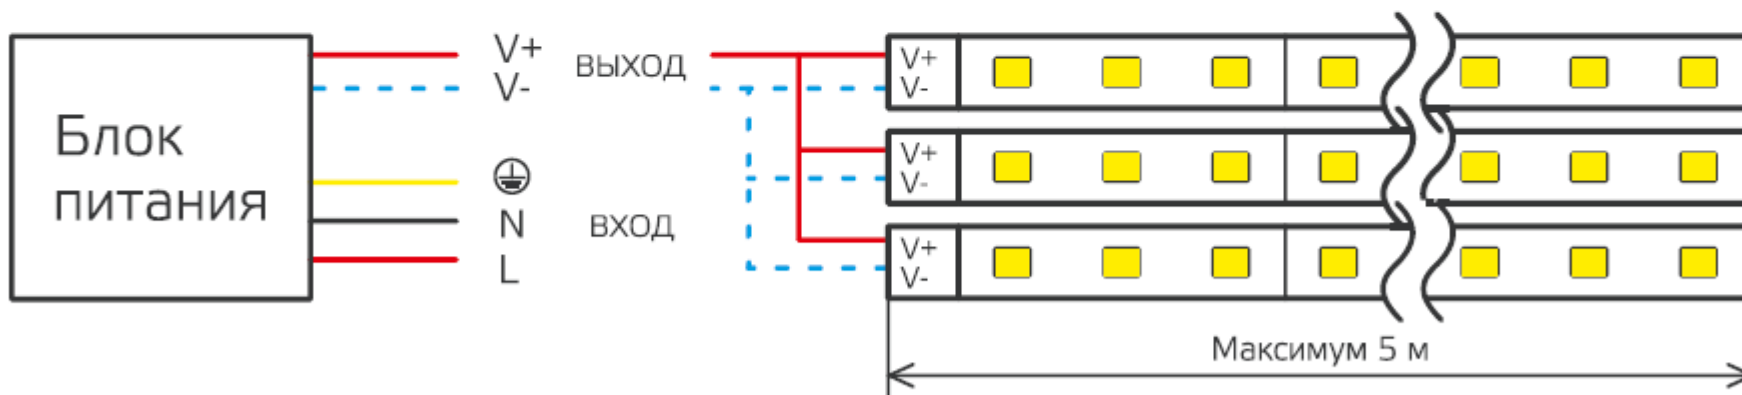 Блок
питания
V+
V-
ВЫХОД
N
L
ВХОД
V+
V-
V+
V-
V+
V-
Максимум 5 м